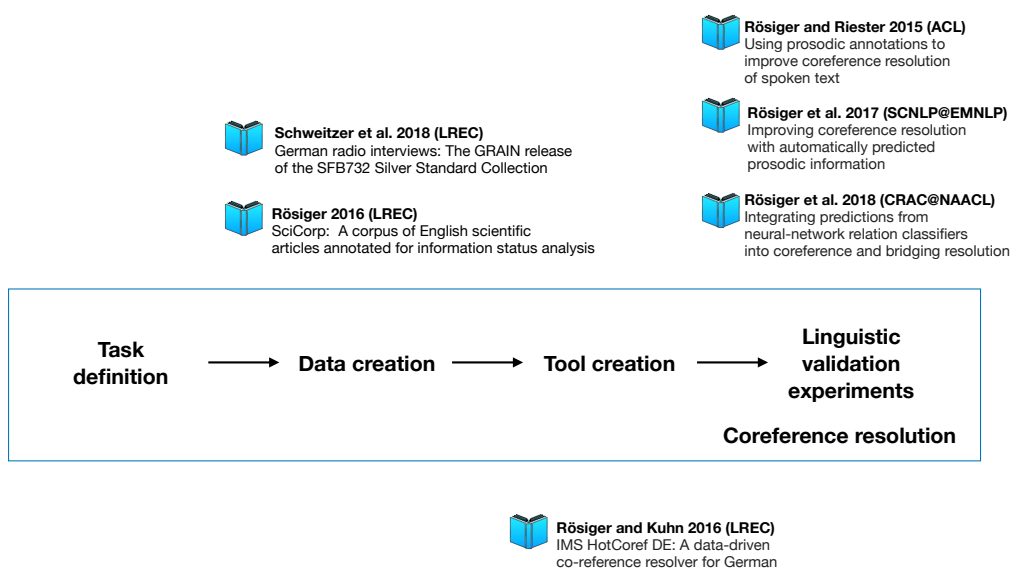 Rösiger and Riester 2015 (ACL)
Using prosodic annotations to
improve coreference resolution
of spoken text
Rösiger et al. 2017 (SCNLP@EMNLP)
Improving coreference resolution
with automatically predicted
prosodic information
Rösiger et al. 2018 (CRAC@NAACL)
Integrating predictions from
neural-network relation classifiers
into coreference and bridging resolution
Schweitzer et al. 2018 (LREC)
German radio interviews: The GRAIN release
of the SFB732 Silver Standard Collection
Rösiger 2016 (LREC)
SciCorp: A corpus of English scientific
articles annotated for information status analysis
Task
definition
Data creation
Tool creation
Linguistic
validation
experiments
Coreference resolution
Rösiger and Kuhn 2016 (LREC)
IMS HotCoref DE: A data-driven
co-reference resolver for German